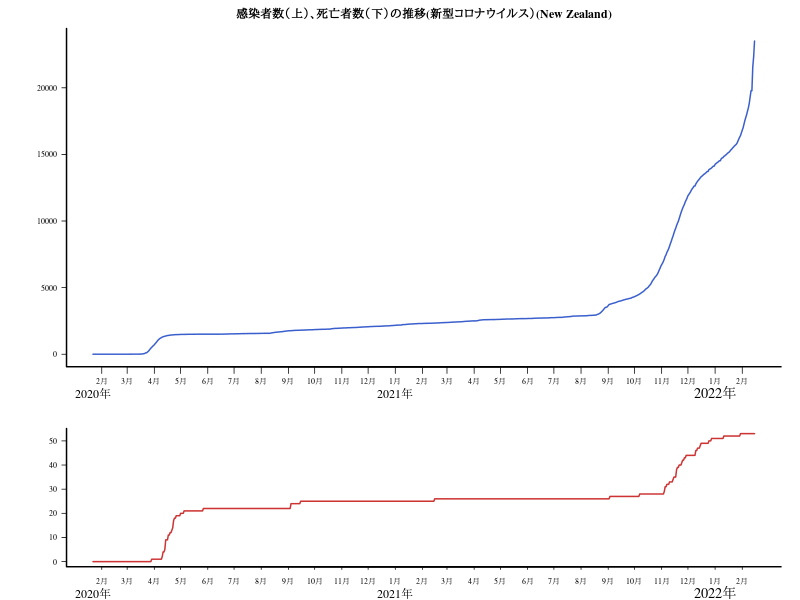 感染者数（上）、死亡者数（下）の推移(新型コロナウイルス）(New Zealand)
20000
15000
10000
5000
0
2月 3月 4月 5月 6月 7月 8月 9月 10月 11月 12月 1月 2月 3月 4月 5月 6月 7月 8月 9月 10月 11月 12月 1月 2月
2020年 2021年 2022年
50
40
30
20
10
0
2月 3月 4月 5月 6月 7月 8月 9月 10月 11月 12月 1月 2月 3月 4月 5月 6月 7月 8月 9月 10月 11月 12月 1月 2月
2020年 2021年 2022年